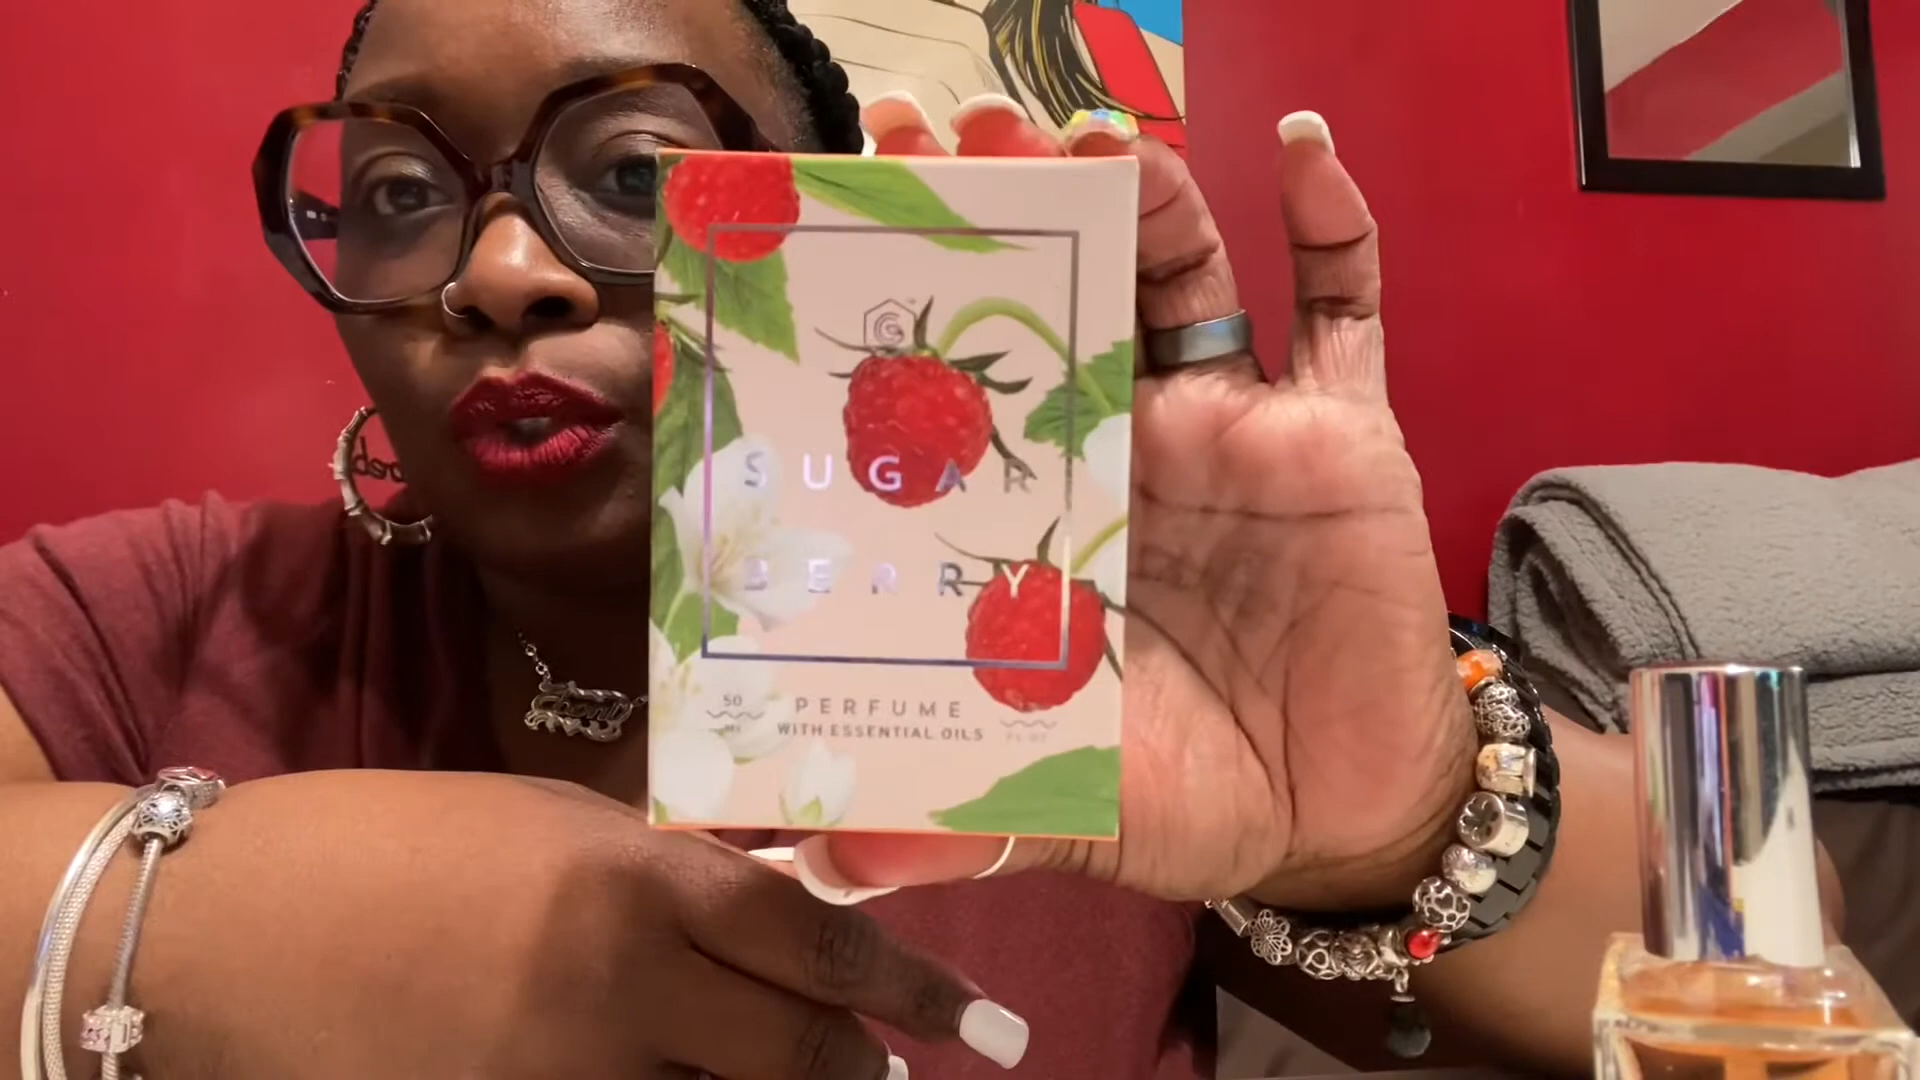 SUGAR
BERRY
50
ML
PERFUME
WITH ESSENTIAL OILS
FL OZ